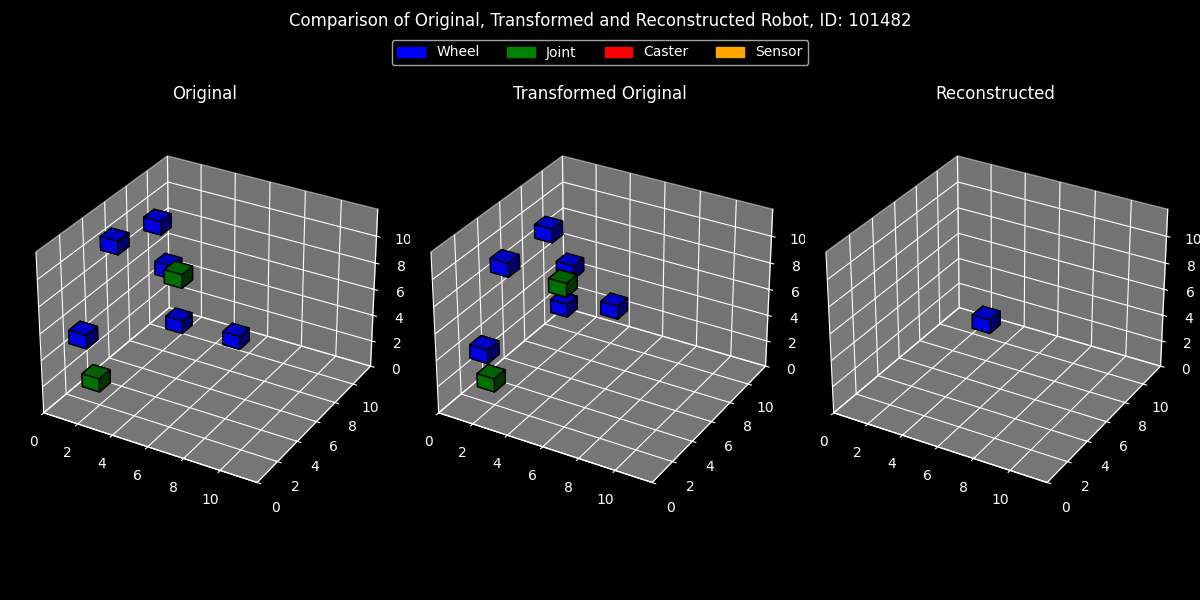 Comparison of Original, Transformed and Reconstructed Robot, ID: 101482
Wheel Joint Caster Sensor
Original
Transformed Original
Reconstructed
0 2 4 6 8 10
0 2 4 6 8 10
0 2 4 6 8 10
0 2 4 6 8 10
0 2 4 6 8 10
0 2 4 6 8 10
0 2 4 6 8 10
0 2 4 6 8 10
0 2 4 6 8 10